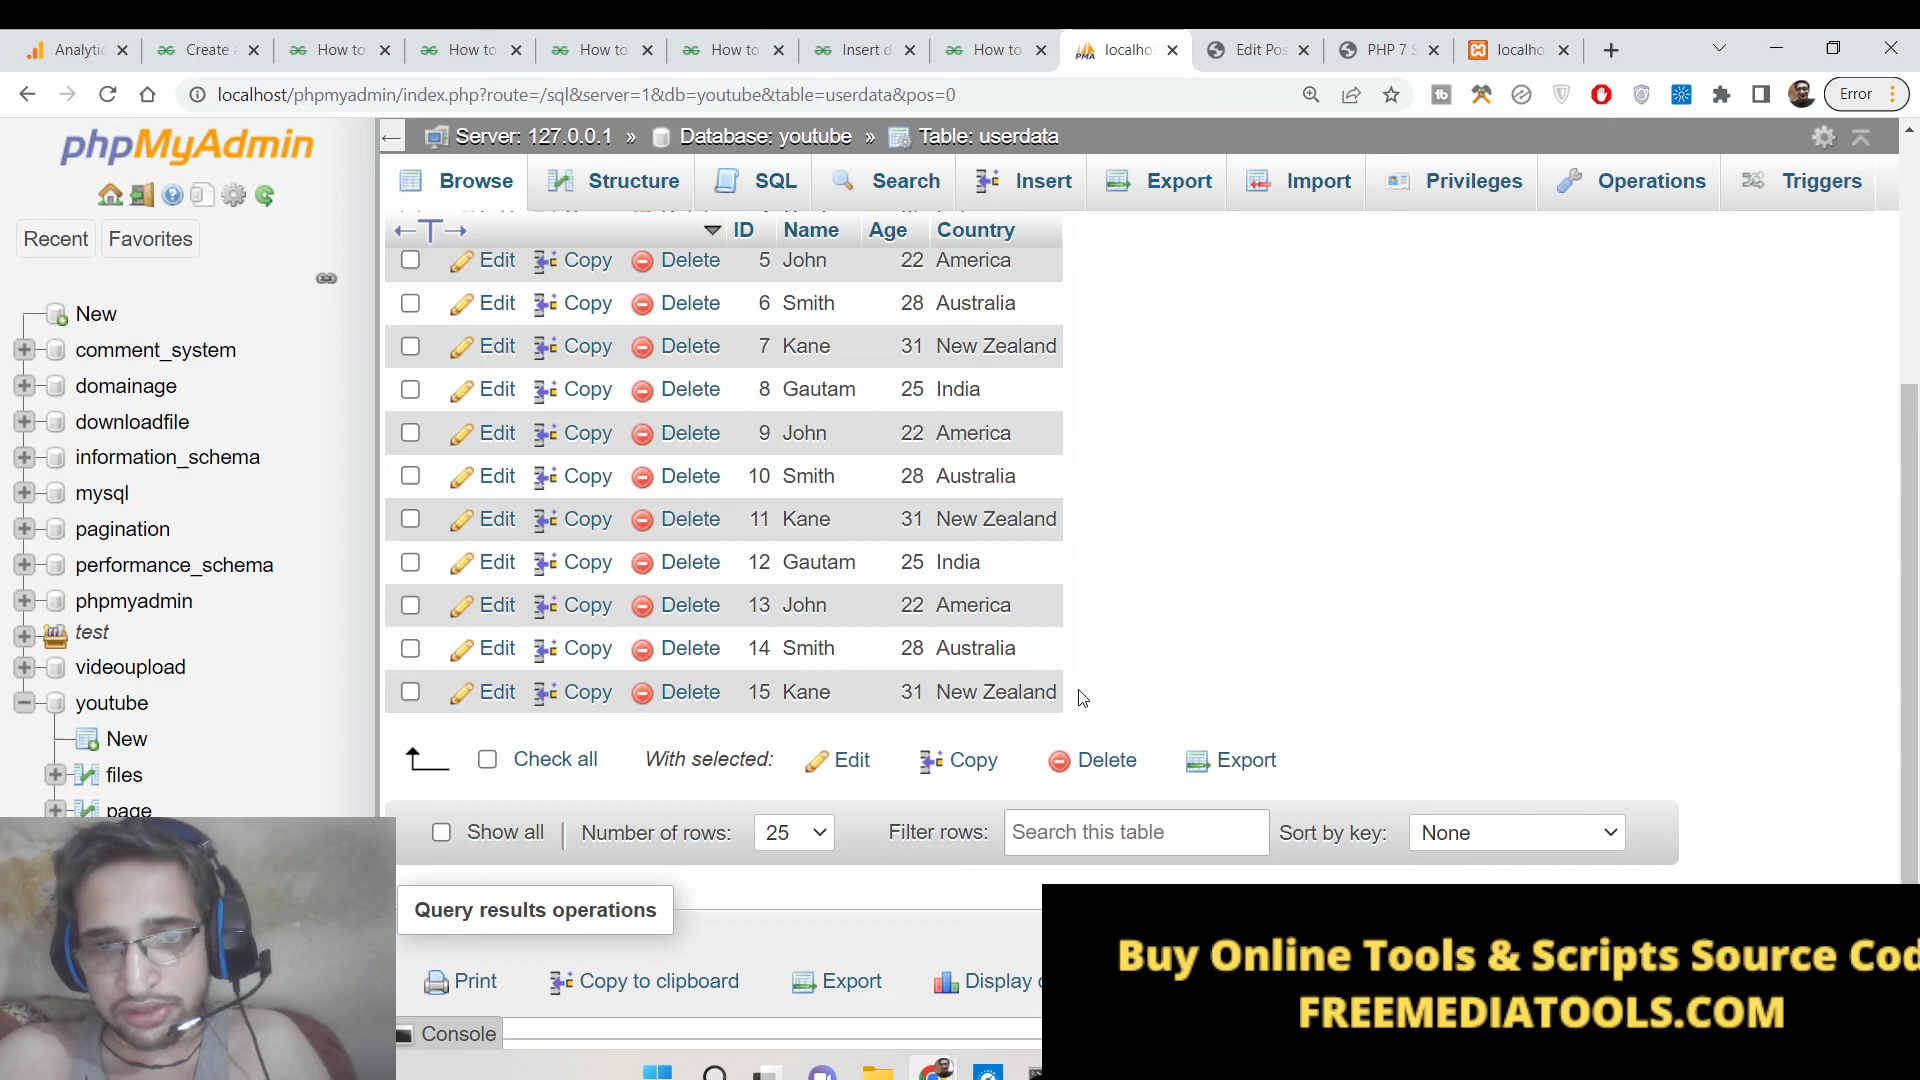 Analytic
Create
How to
How to
How to
How to
Insert d
How to
localho
Edit Pos
PHP 7 S
localho
localhost/phpmyadmin/index.php?route=/sql&server=1&db=youtube&table=userdata&pos=0
Error
phpMyAdmin
Recent Favorites
New
comment_system
domainage
downloadfile
information_schema
mysql
pagination
performance_schema
phpmyadmin
test
videoupload
youtube
New
files
page
Server: 127.0.0.1 » Database: youtube » Table: userdata
Browse Structure SQL Search Insert Export Import Privileges Operations Triggers
ID Name Age Country
Edit Copy Delete 5 John 22 America
Edit Copy Delete 6 Smith 28 Australia
Edit Copy Delete 7 Kane 31 New Zealand
Edit Copy Delete 8 Gautam 25 India
Edit Copy Delete 9 John 22 America
Edit Copy Delete 10 Smith 28 Australia
Edit Copy Delete 11 Kane 31 New Zealand
Edit Copy Delete 12 Gautam 25 India
Edit Copy Delete 13 John 22 America
Edit Copy Delete 14 Smith 28 Australia
Edit Copy Delete 15 Kane 31 New Zealand
Check all With selected: Edit Copy Delete Export
Show all Number of rows: 25 Filter rows: Search this table Sort by key: None
Query results operations
Print Copy to clipboard Export Display
Console
Buy Online Tools & Scripts Source Cod
FREEMEDIATOOLS.COM